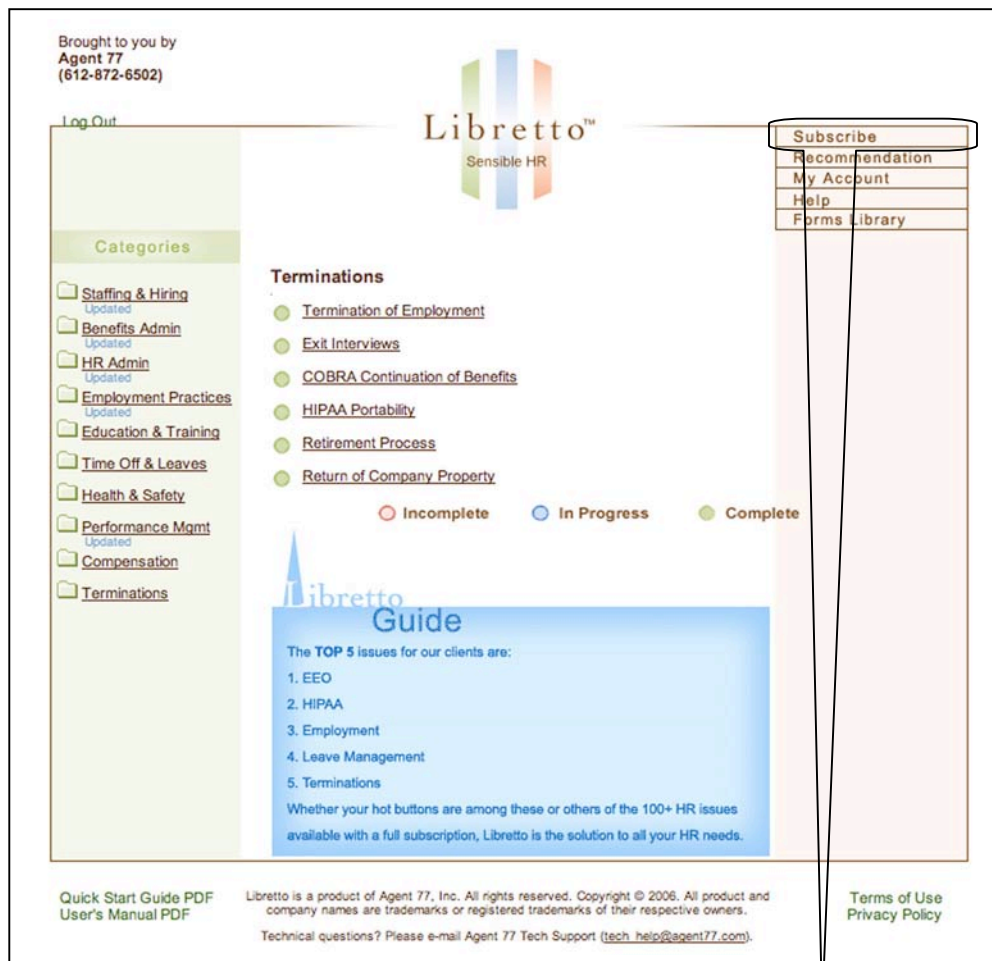 Brought to you by
Agent 77
(612-872-6502)
Log Out
Libretto™
Sensible HR
Subscribe
Recommendation
My Account
Help
Forms Library
Categories
Staffing & Hiring
Updated
Benefits Admin
Updated
HR Admin
Updated
Employment Practices
Updated
Education & Training
Time Off & Leaves
Health & Safety
Performance Mgmt
Updated
Compensation
Terminations
Terminations
Termination of Employment
Exit Interviews
COBRA Continuation of Benefits
HIPAA Portability
Retirement Process
Return of Company Property
Incomplete In Progress Complete
Libretto
Guide
The TOP 5 issues for our clients are:
1. EEO
2. HIPAA
3. Employment
4. Leave Management
5. Terminations
Whether your hot buttons are among these or others of the 100+ HR issues
available with a full subscription, Libretto is the solution to all your HR needs.
Quick Start Guide PDF
User's Manual PDF
Libretto is a product of Agent 77, Inc. All rights reserved. Copyright © 2006. All product and
company names are trademarks or registered trademarks of their respective owners.
Technical questions? Please e-mail Agent 77 Tech Support (tech_help@agent77.com).
Terms of Use
Privacy Policy